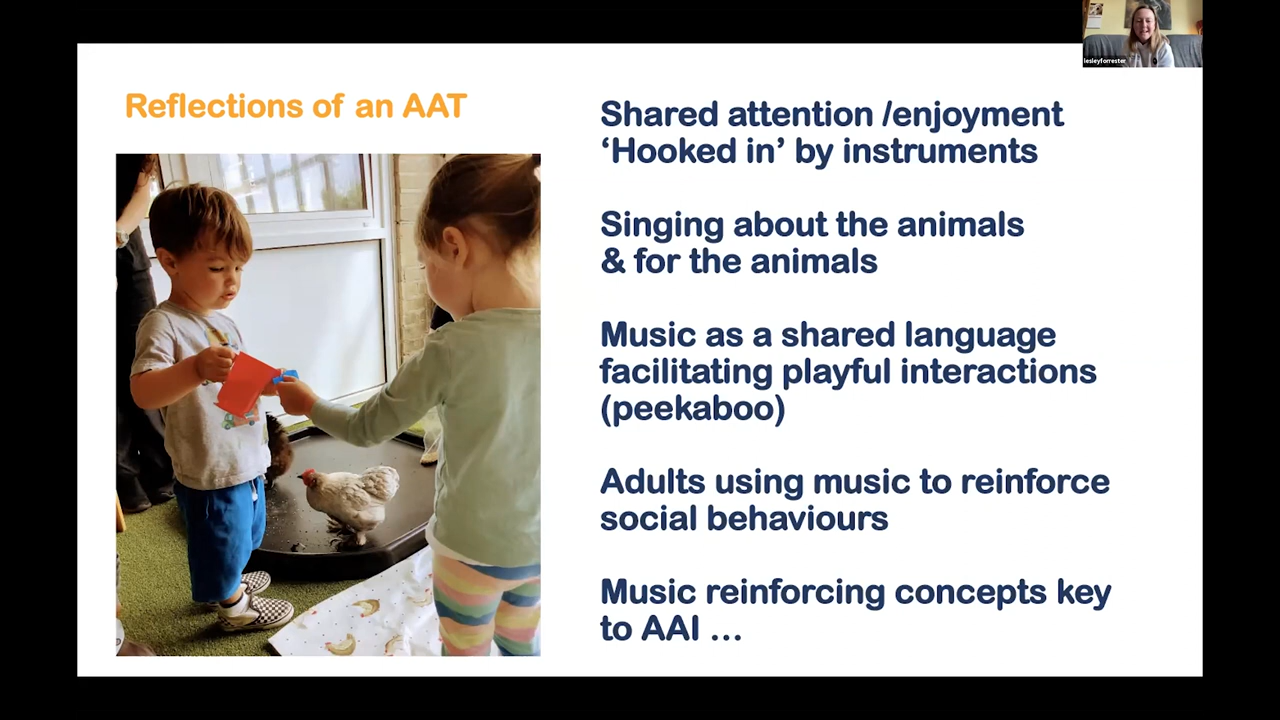 lesleyforrester
Reflections of an AAT
Shared attention /enjoyment
‘Hooked in’ by instruments
Singing about the animals
& for the animals
Music as a shared language
facilitating playful interactions
(peekaboo)
Adults using music to reinforce
social behaviours
Music reinforcing concepts key
to AAI ...